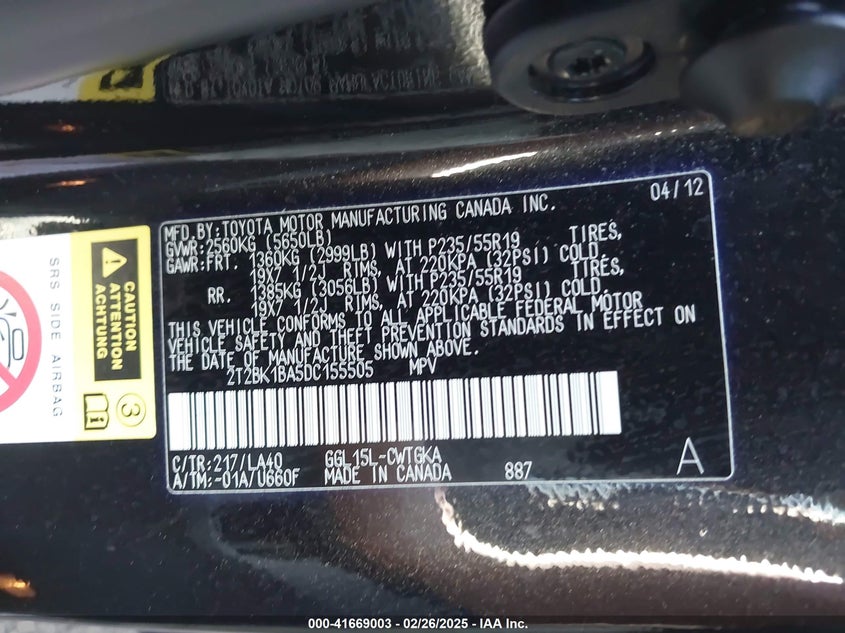 MFD.BY:TOYOTA MOTOR MANUFACTURING CANADA INC. 04/12
GVWR:2560KG (5650LB)
GAWR:FRT. 1360KG (2999LB) WITH P235/55R19 TIRES,
19X7 1/2J RIMS, AT 220KPA (32PSI) COLD.
RR. 1385KG (3056LB) WITH P235/55R19 TIRES,
19X7 1/2J RIMS, AT 220KPA (32PSI) COLD.
THIS VEHICLE CONFORMS TO ALL APPLICABLE FEDERAL MOTOR
VEHICLE SAFETY AND THEFT PREVENTION STANDARDS IN EFFECT ON
THE DATE OF MANUFACTURE SHOWN ABOVE.
2T2BK1BA5DC155505 MPV
C/TR:217/LA40 GGL15L-CWTGKA
A/TM:-01A/U660F MADE IN CANADA 887
A
SRS SIDE AIRBAG
CAUTION
ATTENTION
ACHTUNG
3
000-41669003 - 02/26/2025 - IAA Inc.